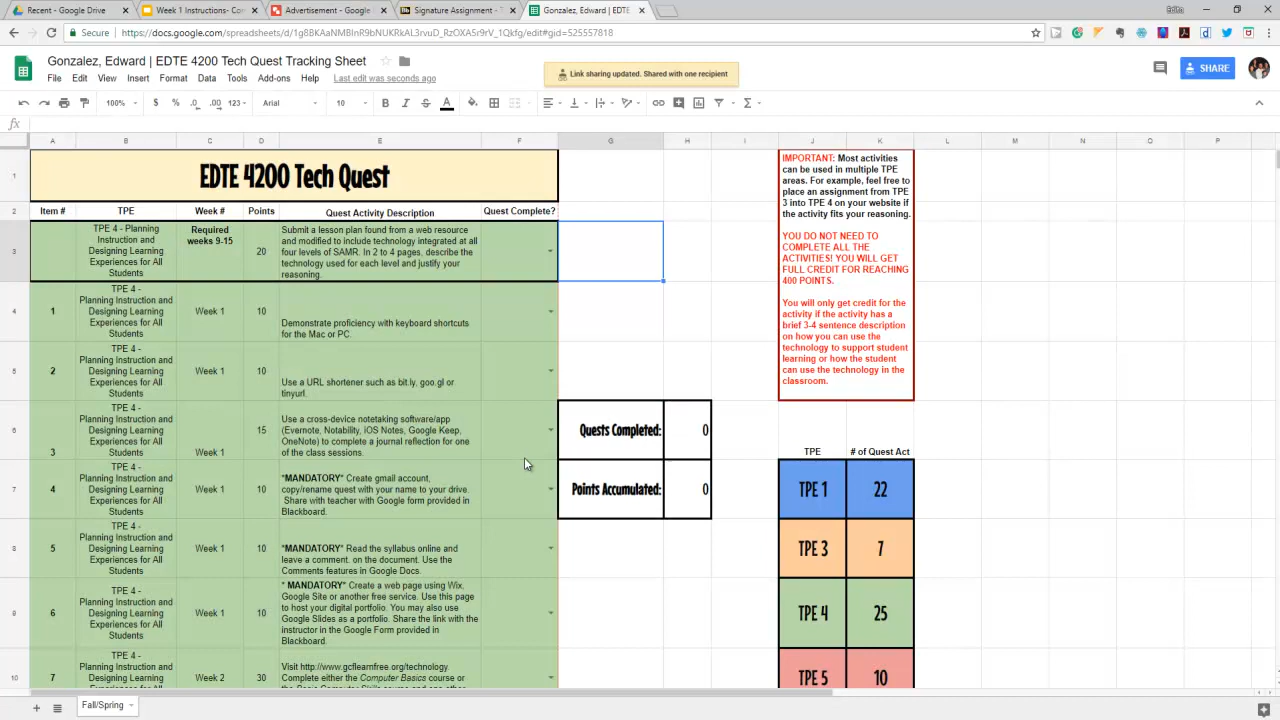 Recent - Google Drive
Week 1 Instructions- Com
Advertisement - Google
Signature Assignment - T
Gonzalez, Edward | EDTE
Secure
https://docs.google.com/spreadsheets/d/1g8BKAaNMBlnR9bNUKRkAL3rvuD_RzOXA5r9rV_1Qkfg/edit#gid=525557818
Gonzalez, Edward | EDTE 4200 Tech Quest Tracking Sheet
File Edit View Insert Format Data Tools Add-ons Help Last edit was seconds ago
Link sharing updated. Shared with one recipient
SHARE
100% $ % .0 .00 123 Arial 10 B I S A
fx
A B C D E F G H I J K L M N O P
1 EDTE 4200 Tech Quest
2 Item # TPE Week # Points Quest Activity Description Quest Complete?
3
TPE 4 -
Planning
Instruction and
Designing Learning
Experiences for All
Students
Required
weeks 9-15
20
Submit a lesson plan found from a web resource
and modified to include technology integrated at all
four levels of SAMR. In 2 to 4 pages, describe the
technology used for each level and justify your
reasoning.
4
1
TPE 4 -
Planning Instruction and
Designing Learning
Experiences for All
Students
Week 1
10
Demonstrate proficiency with keyboard shortcuts
for the Mac or PC.
5
2
TPE 4 -
Planning Instruction and
Designing Learning
Experiences for All
Students
Week 1
10
Use a URL shortener such as bit.ly, goo.gl or
tinyurl.
6
3
TPE 4 -
Planning Instruction and
Designing Learning
Experiences for All
Students
Week 1
15
Use a cross-device notetaking software/app
(Evernote, Notability, iOS Notes, Google Keep,
OneNote) to complete a journal reflection for one
of the class sessions.
7
4
TPE 4 -
Planning Instruction and
Designing Learning
Experiences for All
Students
Week 1
10
*MANDATORY* Create gmail account,
copy/rename quest with your name to your drive.
Share with teacher with Google form provided in
Blackboard.
8
5
TPE 4 -
Planning Instruction and
Designing Learning
Experiences for All
Students
Week 1
10
*MANDATORY* Read the syllabus online and
leave a comment. on the document. Use the
Comments features in Google Docs.
9
6
TPE 4 -
Planning Instruction and
Designing Learning
Experiences for All
Students
Week 1
10
* MANDATORY* Create a web page using Wix,
Google Site or another free service. Use this page
to host your digital portfolio. You may also use
Google Slides as a portfolio. Share the link with the
instructor in the Google Form provided in
Blackboard.
10
7
TPE 4 -
Planning Instruction and
Designing Learning
Experiences for All
Week 2
30
Visit http://www.gcflearnfree.org/technology.
Complete either the Computer Basics course or
Quests Completed: 0
Points Accumulated: 0
IMPORTANT: Most activities
can be used in multiple TPE
areas. For example, feel free to
place an assignment from TPE
3 into TPE 4 on your website if
the activity fits your reasoning.
YOU DO NOT NEED TO
COMPLETE ALL THE
ACTIVITIES! YOU WILL GET
FULL CREDIT FOR REACHING
400 POINTS.
You will only get credit for the
activity if the activity has a
brief 3-4 sentence description
on how you can use the
technology to support student
learning or how the student
can use the technology in the
classroom.
TPE # of Quest Act
TPE 1 22
TPE 3 7
TPE 4 25
TPE 5 10
Fall/Spring